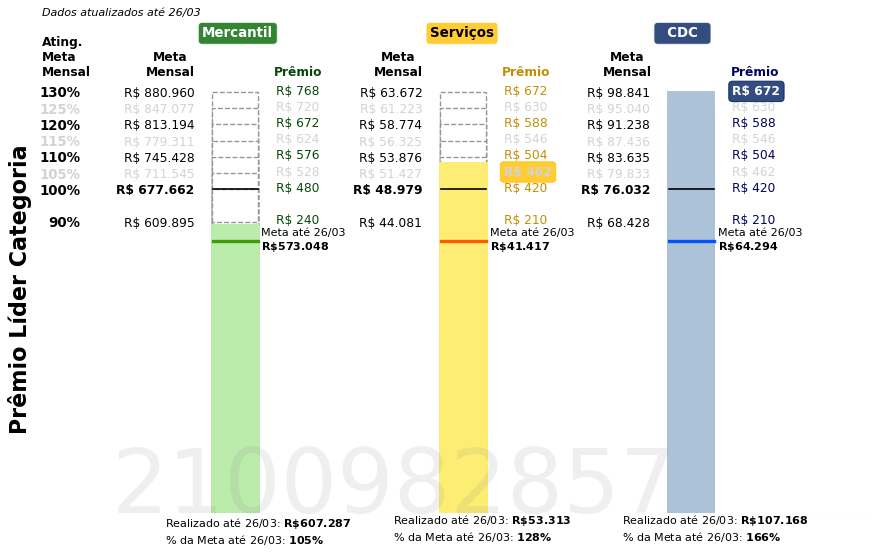 Dados atualizados até 26/03
Mercantil Serviços CDC
Ating. Meta Mensal Meta Mensal Prêmio Meta Mensal Prêmio Meta Mensal Prêmio
130% R$ 880.960 R$ 768 R$ 63.672 R$ 672 R$ 98.841 R$ 672
125% R$ 847.077 R$ 720 R$ 61.223 R$ 630 R$ 95.040 R$ 630
120% R$ 813.194 R$ 672 R$ 58.774 R$ 588 R$ 91.238 R$ 588
115% R$ 779.311 R$ 624 R$ 56.325 R$ 546 R$ 87.436 R$ 546
110% R$ 745.428 R$ 576 R$ 53.876 R$ 504 R$ 83.635 R$ 504
105% R$ 711.545 R$ 528 R$ 51.427 R$ 462 R$ 79.833 R$ 462
100% R$ 677.662 R$ 480 R$ 48.979 R$ 420 R$ 76.032 R$ 420
90% R$ 609.895 R$ 240 R$ 44.081 R$ 210 R$ 68.428 R$ 210
Meta até 26/03 Meta até 26/03 Meta até 26/03
R$573.048 R$41.417 R$64.294
Prêmio Líder Categoria
2100982857
Realizado até 26/03: R$607.287 Realizado até 26/03: R$53.313 Realizado até 26/03: R$107.168
% da Meta até 26/03: 105% % da Meta até 26/03: 128% % da Meta até 26/03: 166%